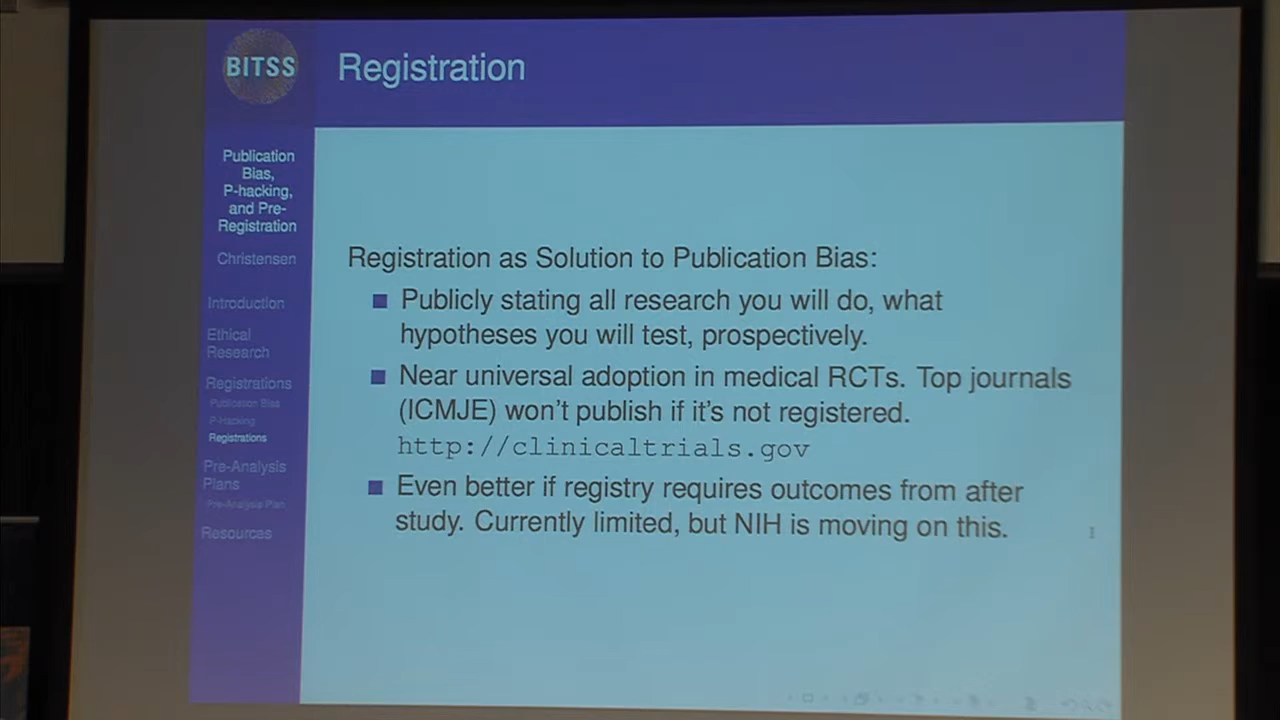 BITSS
Registration
Publication
Bias,
P-hacking,
and Pre-
Registration
Christensen
Introduction
Ethical
Research
Registrations
Publication Bias
P-Hacking
Registrations
Pre-Analysis
Plans
Pre-Analysis Plan
Resources
Registration as Solution to Publication Bias:
Publicly stating all research you will do, what
hypotheses you will test, prospectively.
Near universal adoption in medical RCTs. Top journals
(ICMJE) won't publish if it's not registered.
http://clinicaltrials.gov
Even better if registry requires outcomes from after
study. Currently limited, but NIH is moving on this.